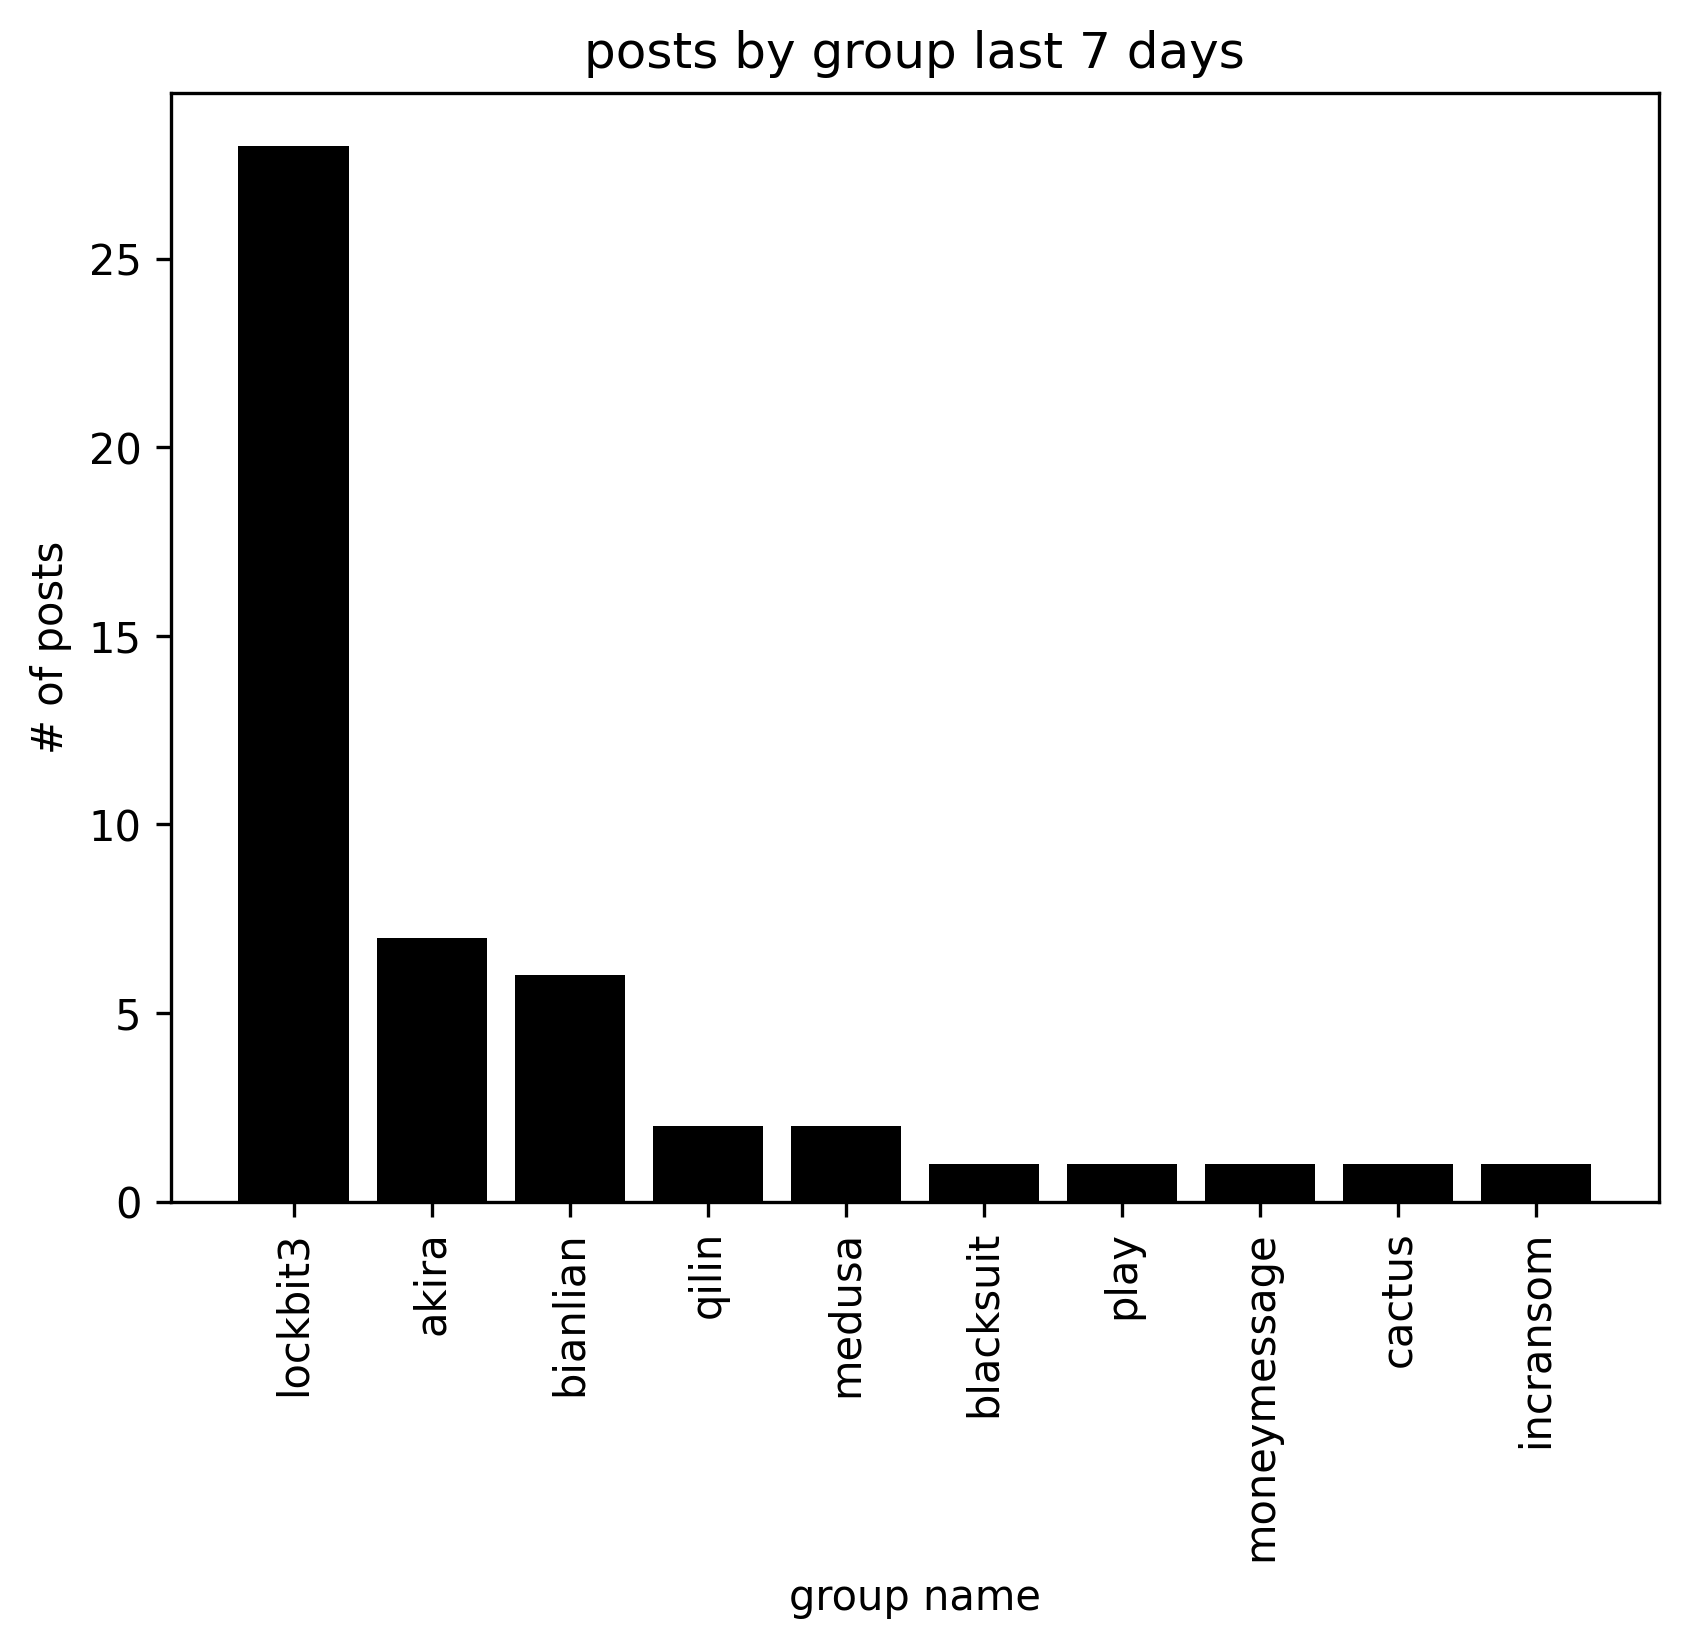 posts by group last 7 days
# of posts
25
20
15
10
5
0
lockbit3
akira
bianlian
qilin
medusa
blacksuit
play
moneymessage
cactus
incransom
group name